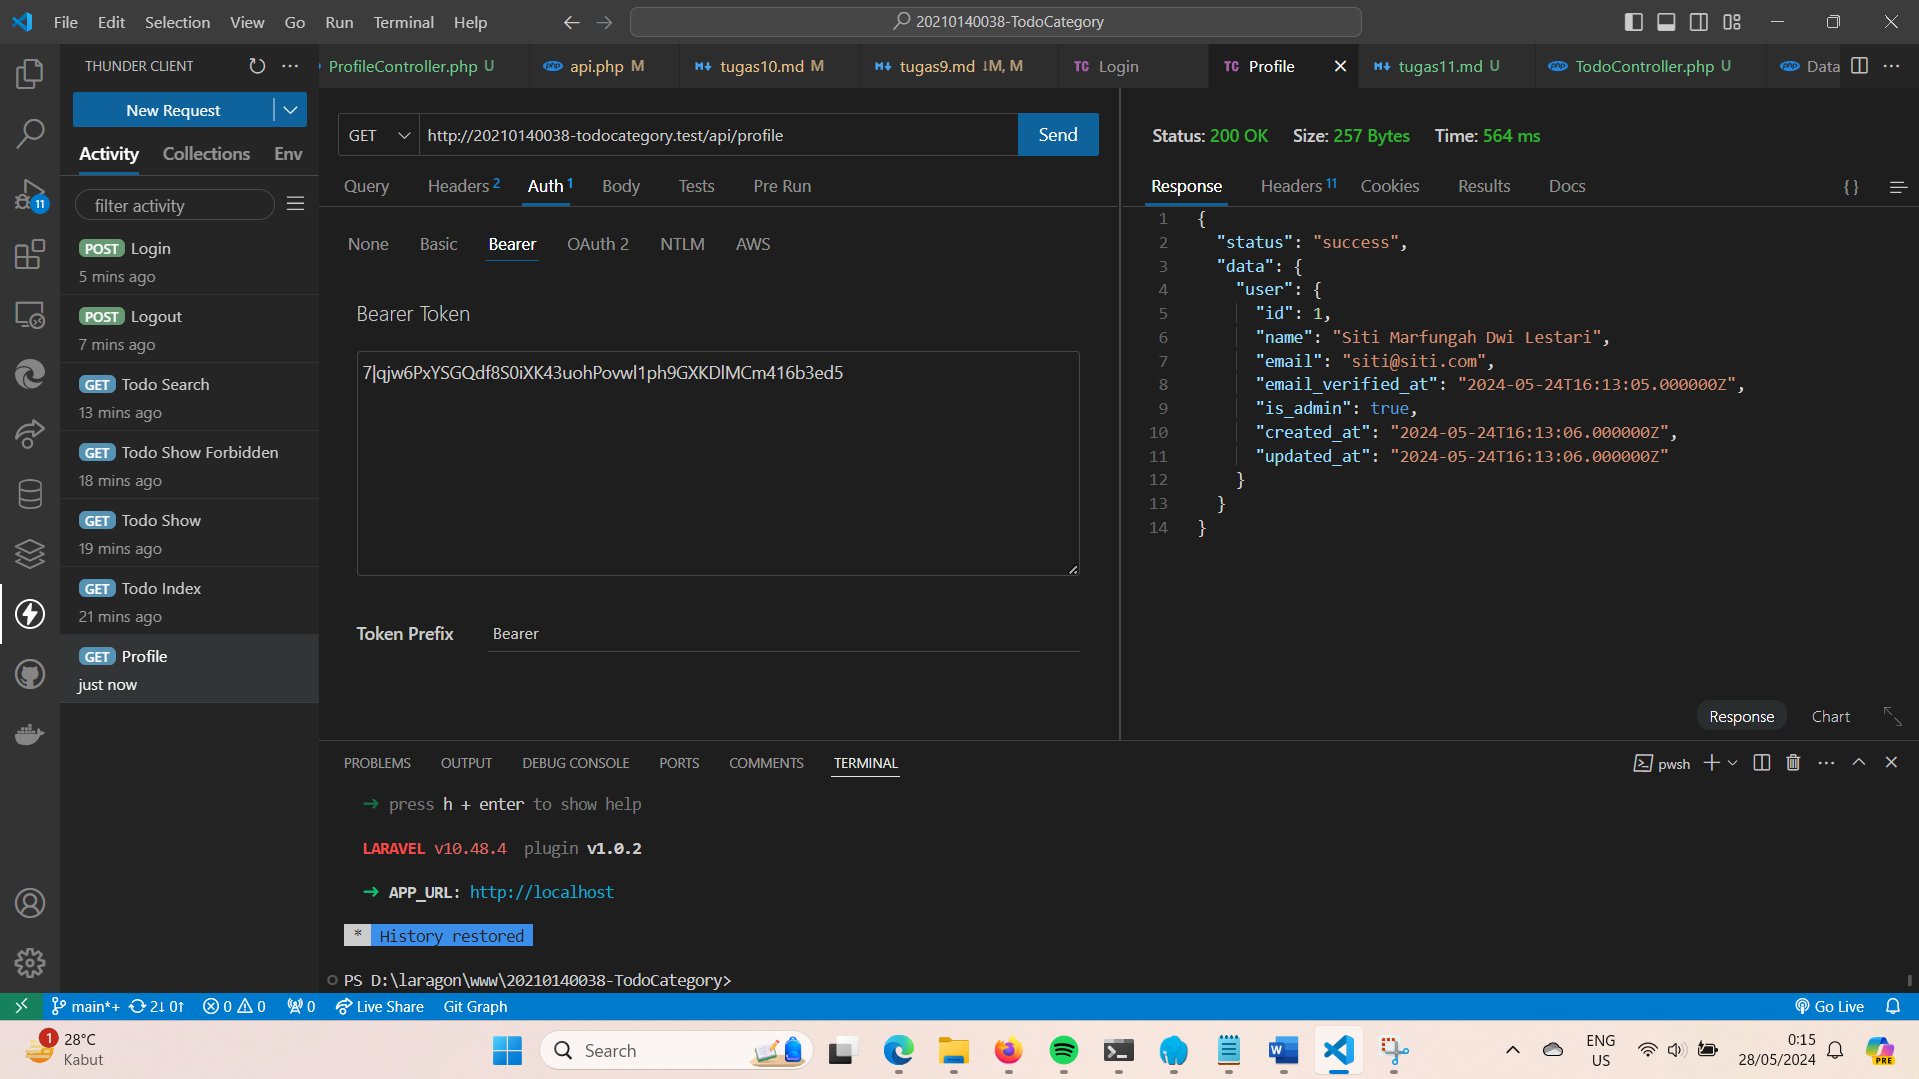 File Edit Selection View Go Run Terminal Help
20210140038-TodoCategory
THUNDER CLIENT
ProfileController.php U
api.php M
tugas10.md M
tugas9.md ↓M, M
TC Login
TC Profile
tugas11.md U
TodoController.php U
Data
New Request
Activity Collections Env
filter activity
POST Login
5 mins ago
POST Logout
7 mins ago
GET Todo Search
13 mins ago
GET Todo Show Forbidden
18 mins ago
GET Todo Show
19 mins ago
GET Todo Index
21 mins ago
GET Profile
just now
11
GET http://20210140038-todocategory.test/api/profile Send
Query Headers 2 Auth 1 Body Tests Pre Run
None Basic Bearer OAuth 2 NTLM AWS
Bearer Token
7|qjw6PxYSGQdf8S0iXK43uohPovwl1ph9GXKDlMCm416b3ed5
Token Prefix Bearer
Status: 200 OK Size: 257 Bytes Time: 564 ms
Response Headers 11 Cookies Results Docs { }
1 {
2 "status": "success",
3 "data": {
4 "user": {
5 "id": 1,
6 "name": "Siti Marfungah Dwi Lestari",
7 "email": "siti@siti.com",
8 "email_verified_at": "2024-05-24T16:13:05.000000Z",
9 "is_admin": true,
10 "created_at": "2024-05-24T16:13:06.000000Z",
11 "updated_at": "2024-05-24T16:13:06.000000Z"
12 }
13 }
14 }
Response Chart
PROBLEMS OUTPUT DEBUG CONSOLE PORTS COMMENTS TERMINAL
pwsh
➜ press h + enter to show help
LARAVEL v10.48.4 plugin v1.0.2
➜ APP_URL: http://localhost
* History restored
PS D:\laragon\www\20210140038-TodoCategory>
main*+ 2↓ 0↑ 0 0 0 Live Share Git Graph
Go Live
1 28°C
Kabut
Search
ENG
US
0:15
28/05/2024
PRE